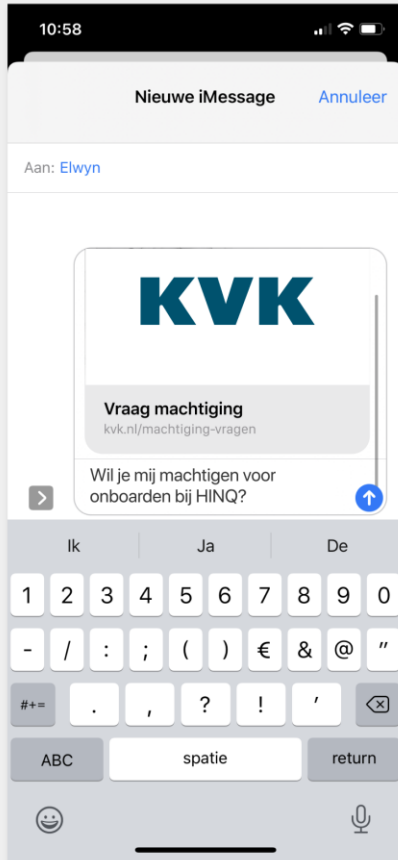 10:58
Nieuwe iMessage Annuleer
Aan: Elwyn
KVK
Vraag machtiging
kvk.nl/machtiging-vragen
Wil je mij machtigen voor
onboarden bij HINQ?
Ik Ja De
1 2 3 4 5 6 7 8 9 0
- / : ; ( ) € & @ "
#+= . , ? ! '
ABC spatie return